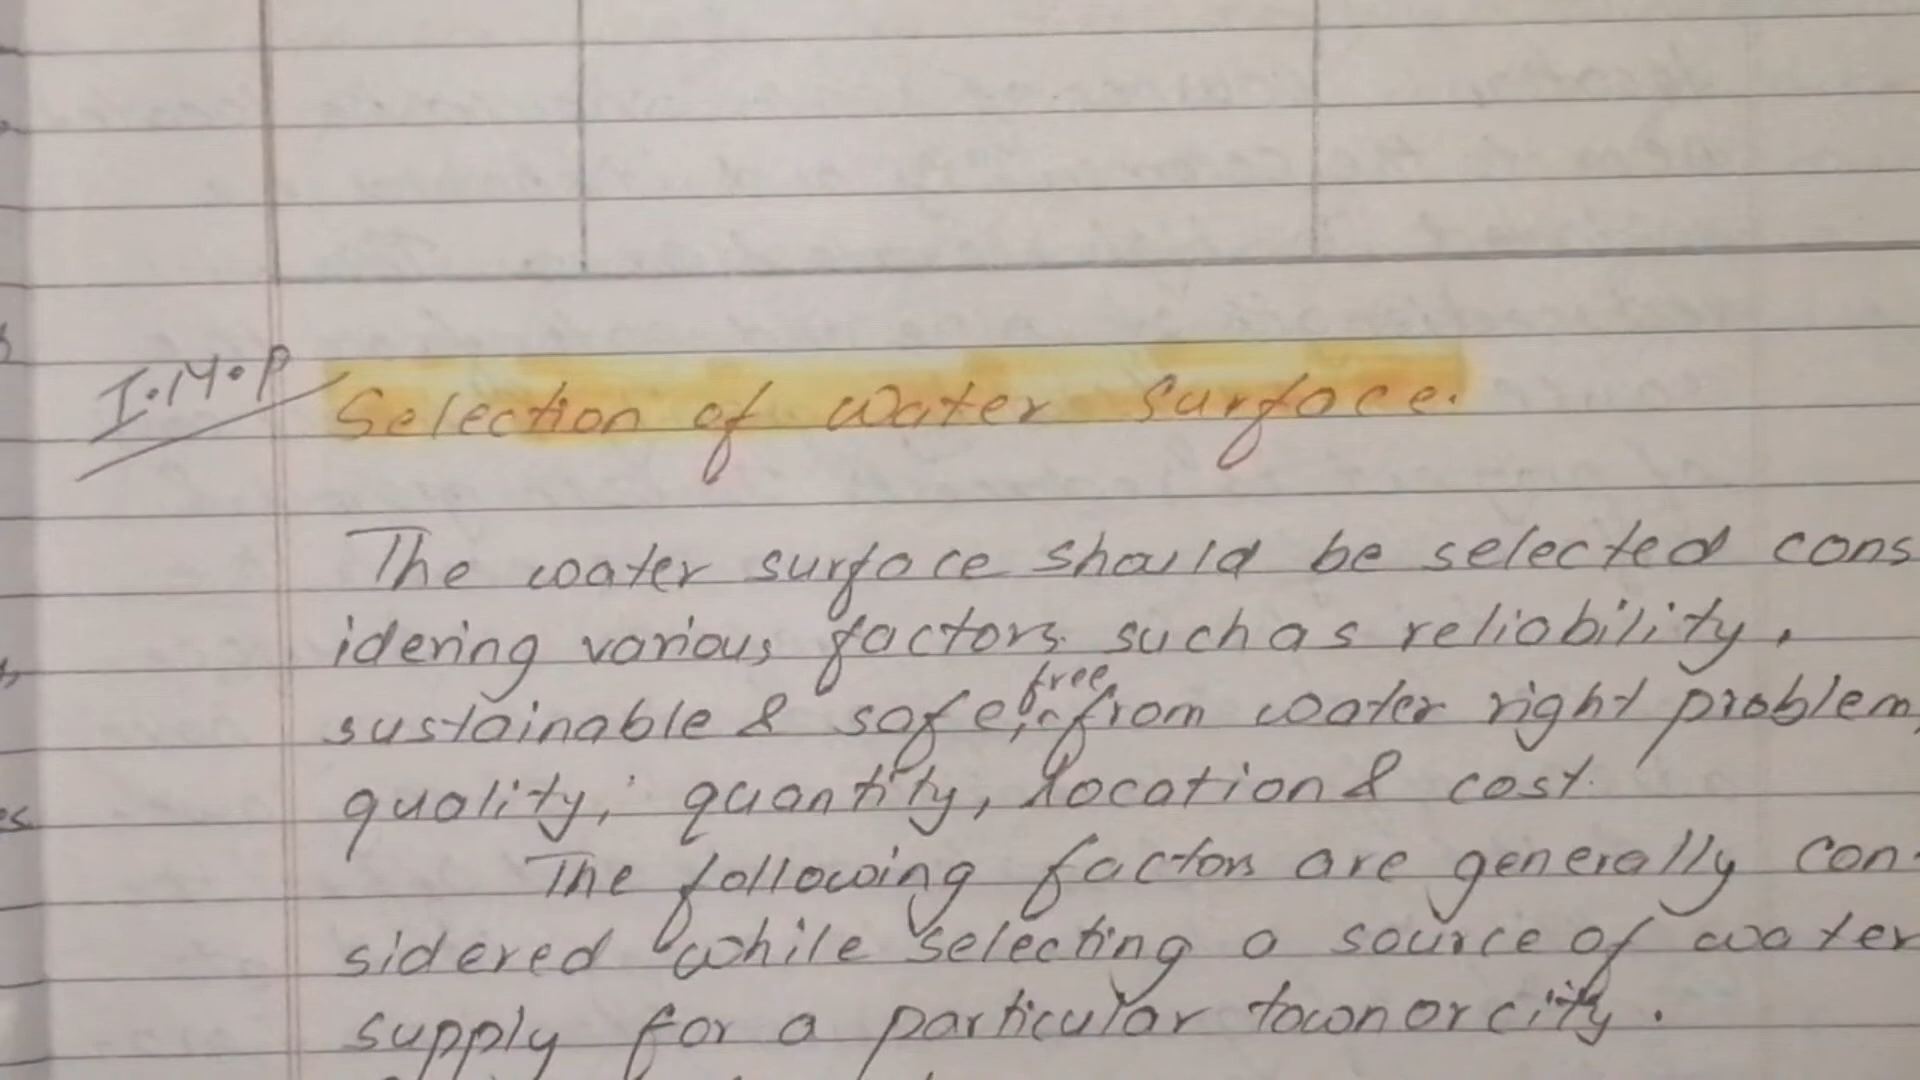 I.M.P
Selection of water surface.
The water surface should be selected cons
idering various factors such as reliability,
sustainable & safe, free from water right problem,
quality, quantity, location & cost.
The following factors are generally con-
sidered while selecting a source of water
supply for a particular town or city.